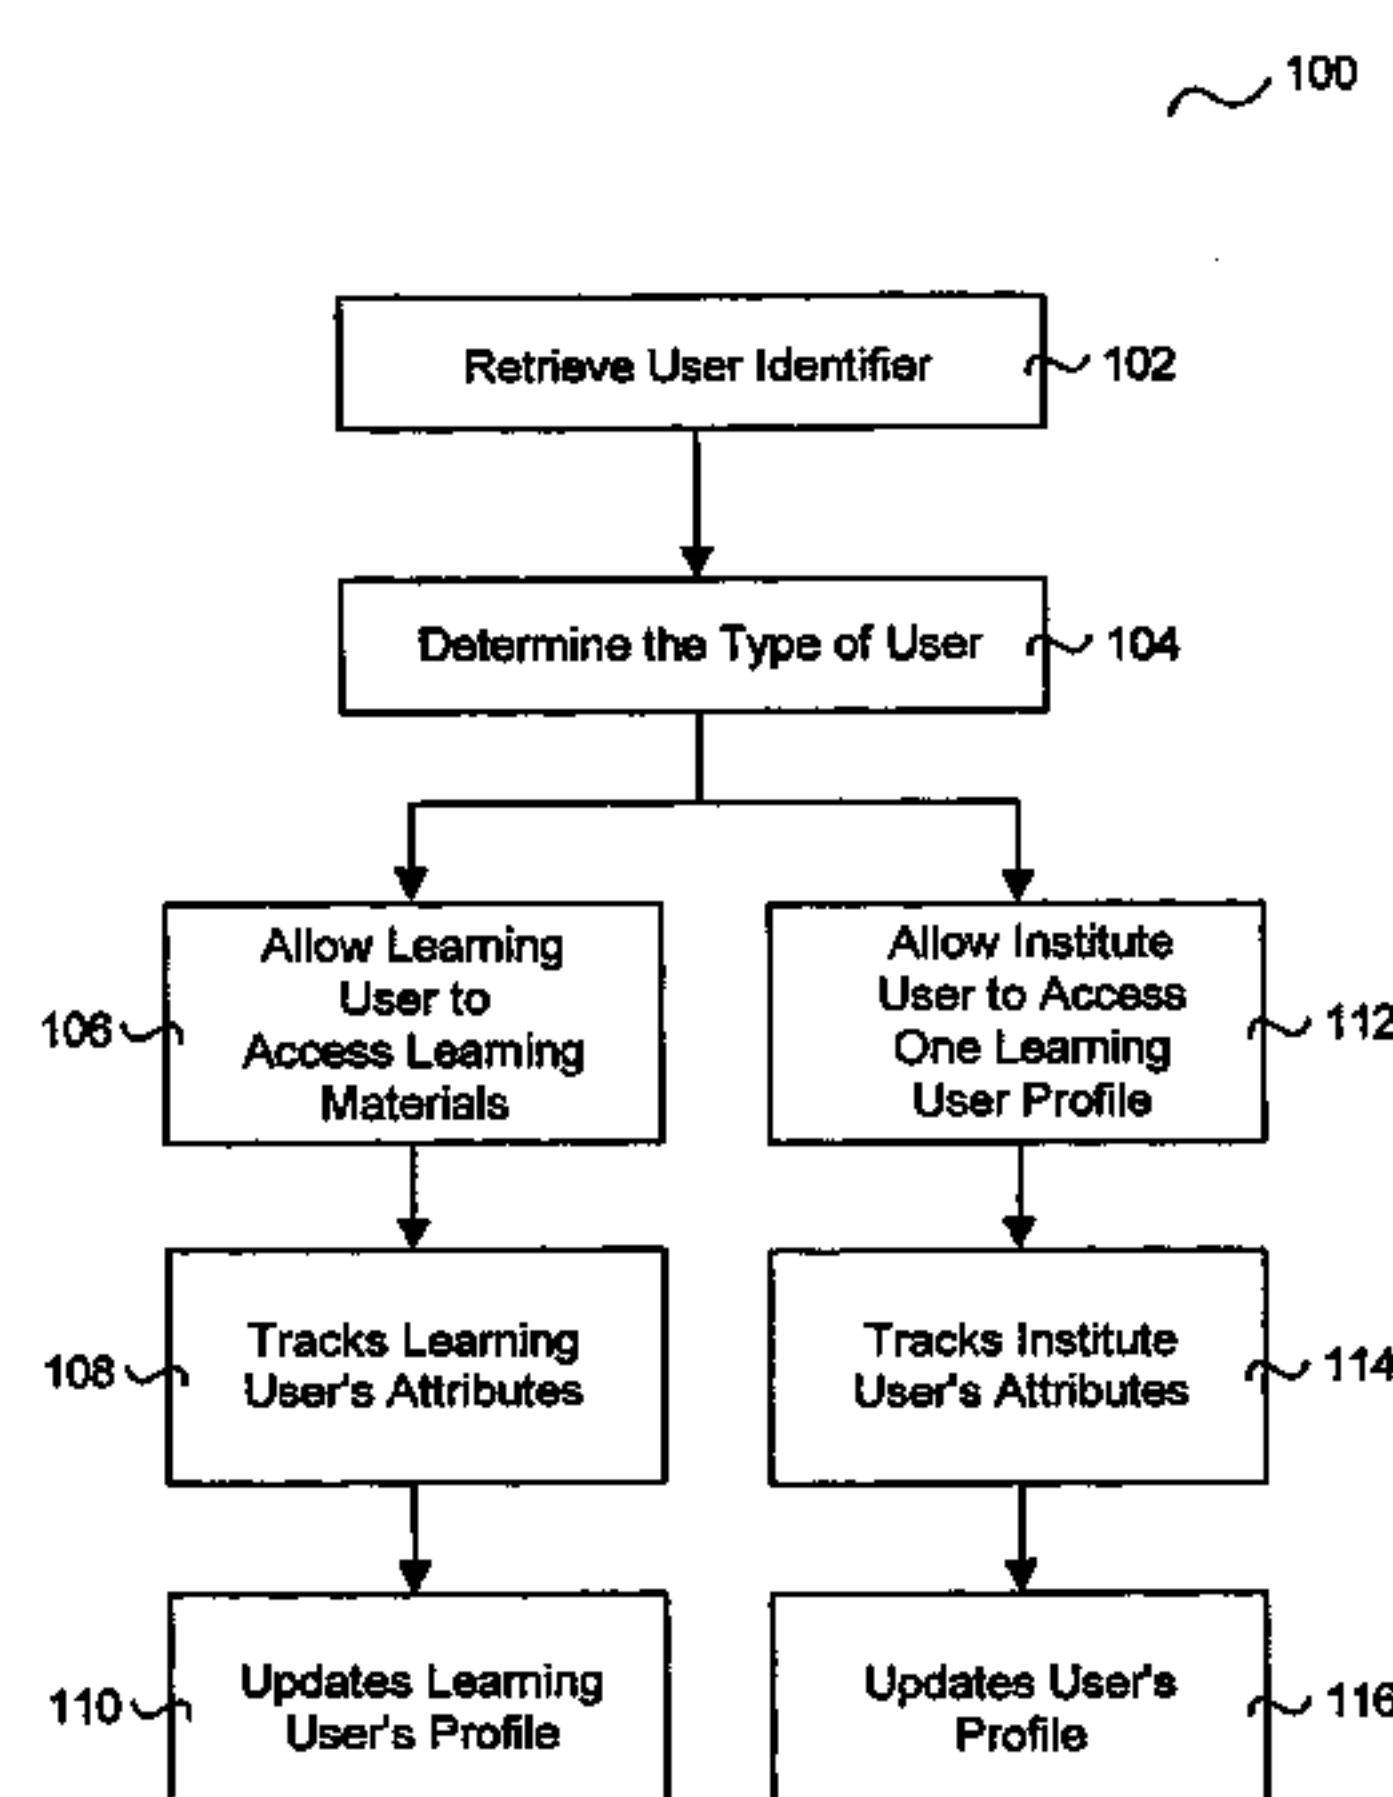 100
Retrieve User Identifier
102
Determine the Type of User
104
Allow Learning
User to
Access Learning
Materials
106
Allow Institute
User to Access
One Learning
User Profile
112
Tracks Learning
User's Attributes
108
Tracks Institute
User's Attributes
114
Updates Learning
User's Profile
110
Updates User's
Profile
116